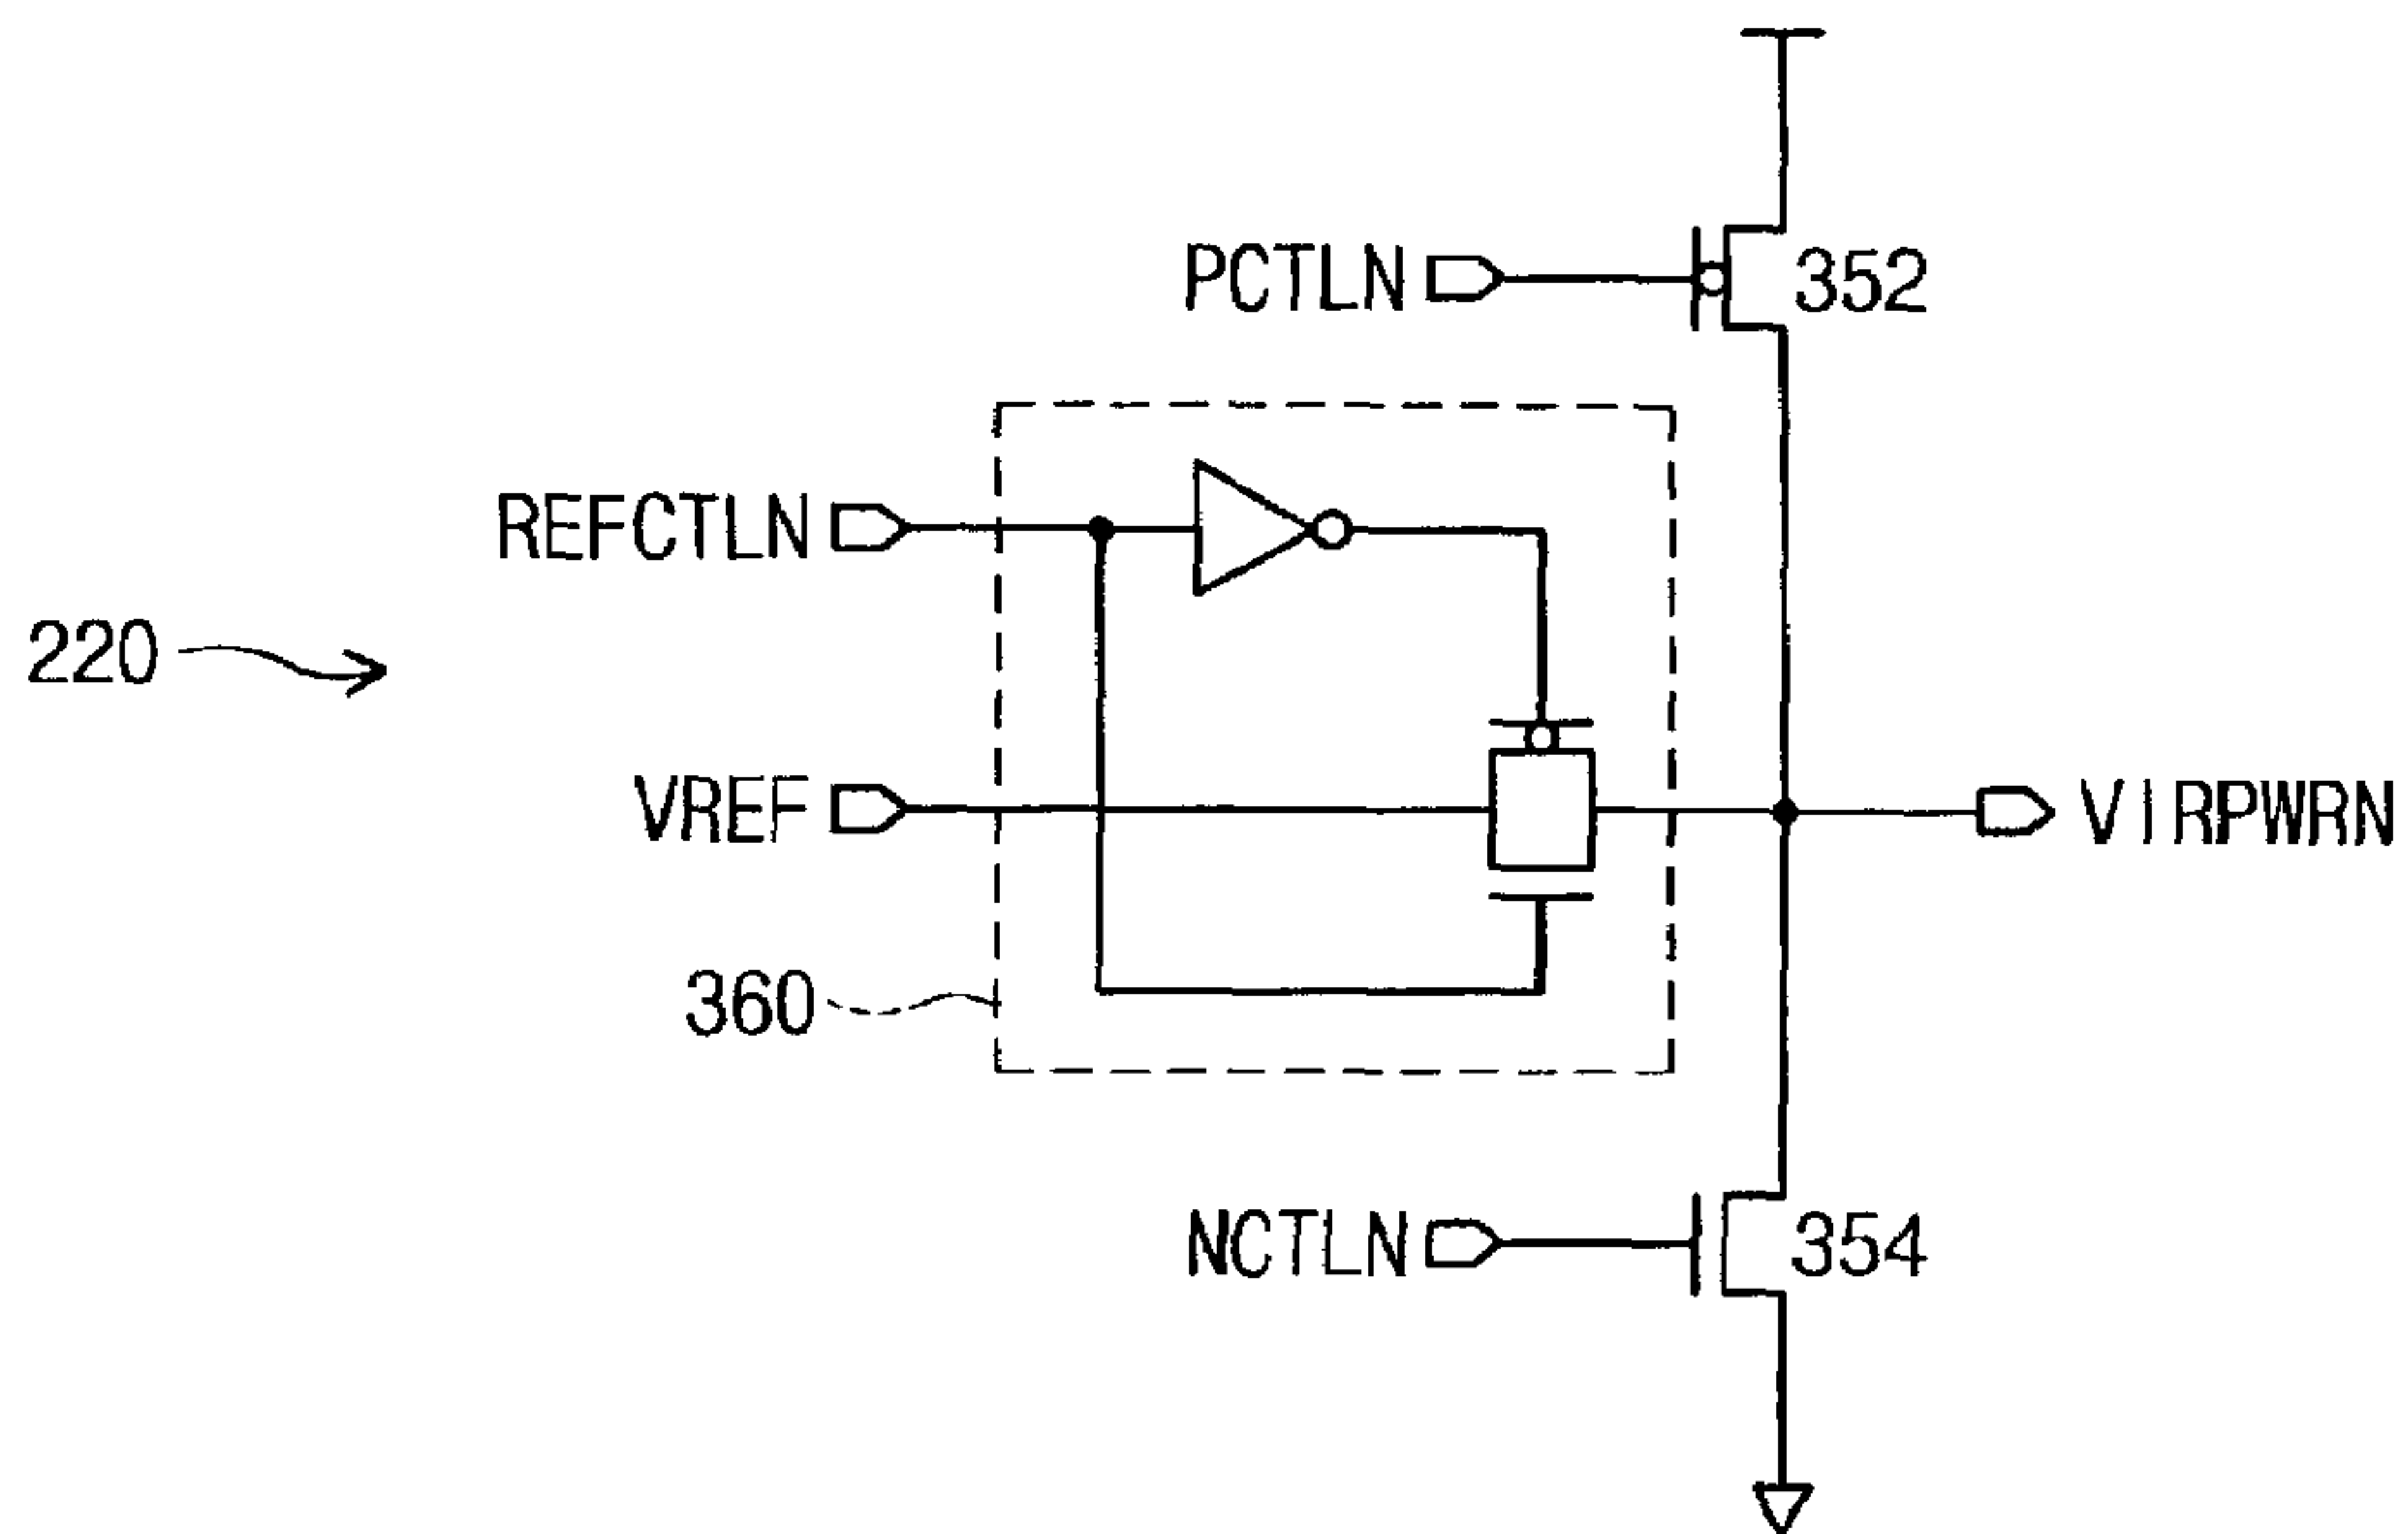 PCTLN
352
REFCTLN
220
VREF
VIRPWRN
360
NCTLN
354